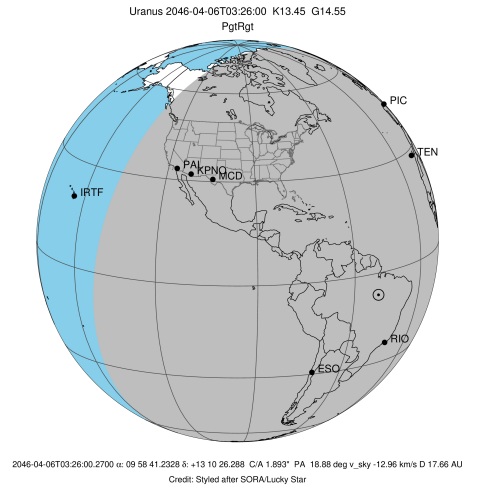 Uranus 2046-04-06T03:26:00 K13.45 G14.55
PgtRgt
PIC
TEN
PAL
KPNO
MCD
IRTF
RIO
ESO
2046-04-06T03:26:00.2700 α: 09 58 41.2328 δ: +13 10 26.288 C/A 1.893" PA 18.88 deg v_sky -12.96 km/s D 17.66 AU
Credit: Styled after SORA/Lucky Star